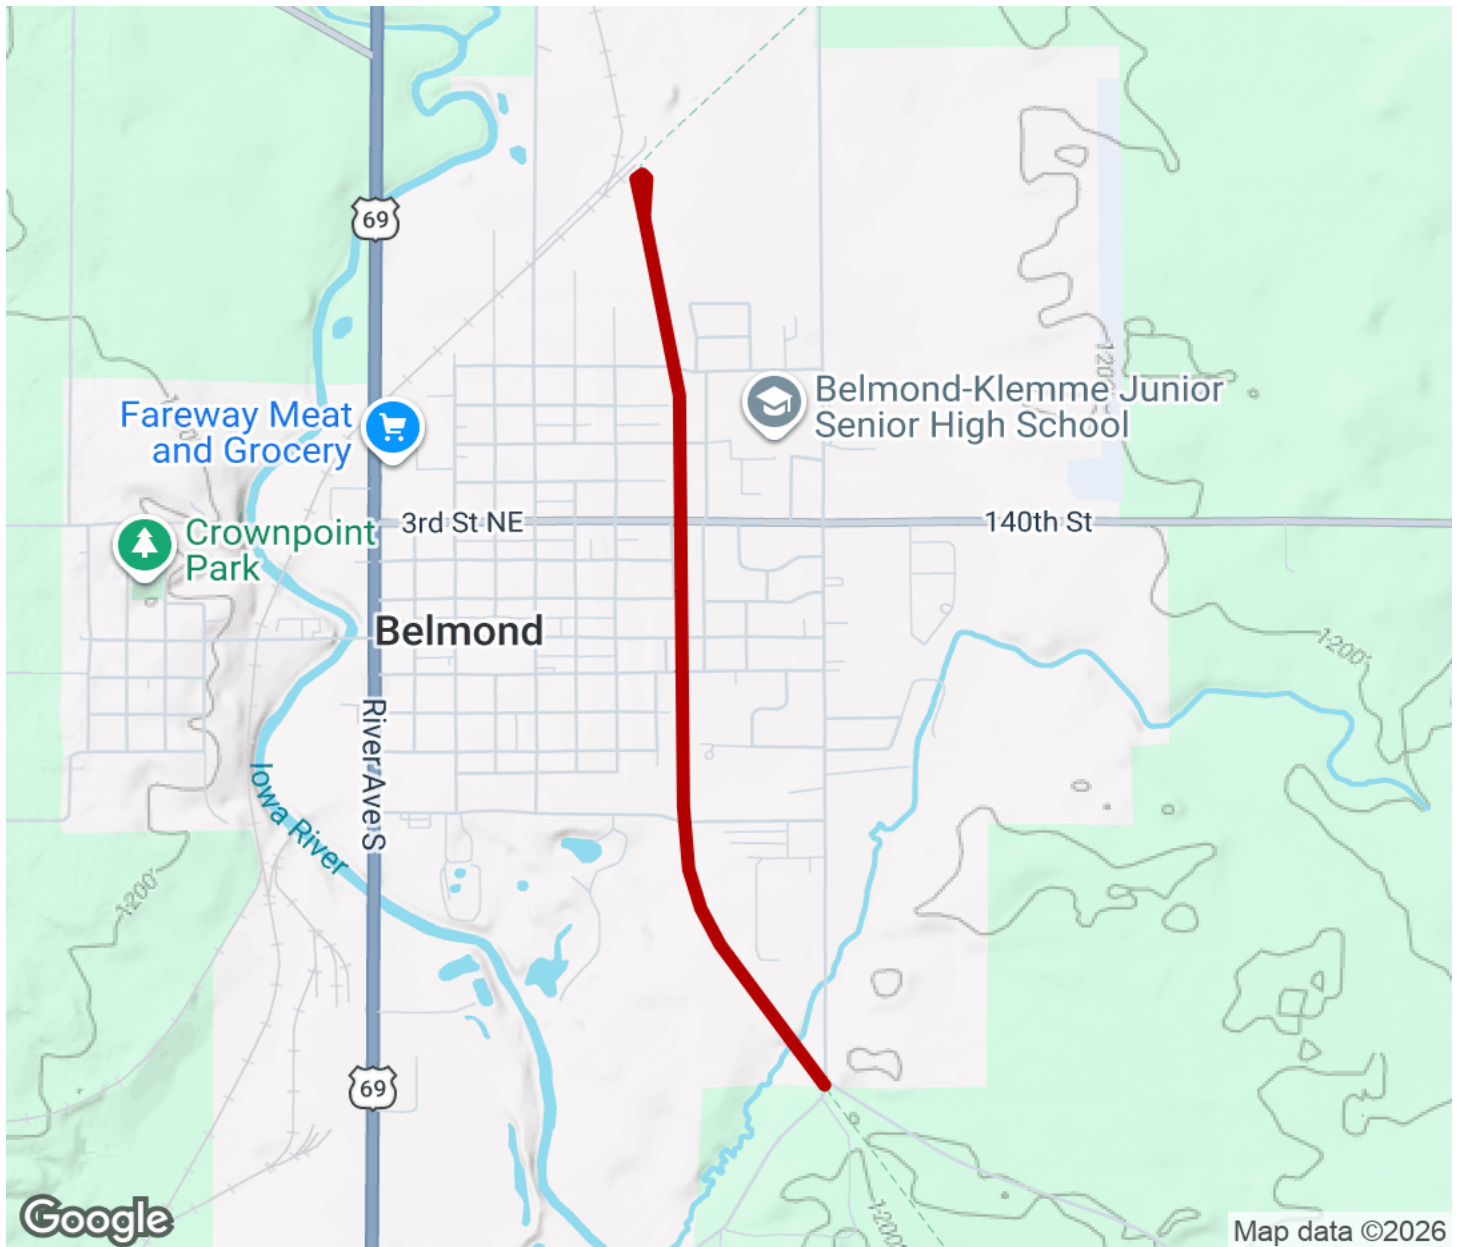 69
Fareway Meat
and Grocery
Belmond-Klemme Junior
Senior High School
1200'
3rd St NE
140th St
Crownpoint
Park
Belmond
1200'
River Ave S
Iowa River
1200'
69
1200'
Google
Map data ©2026